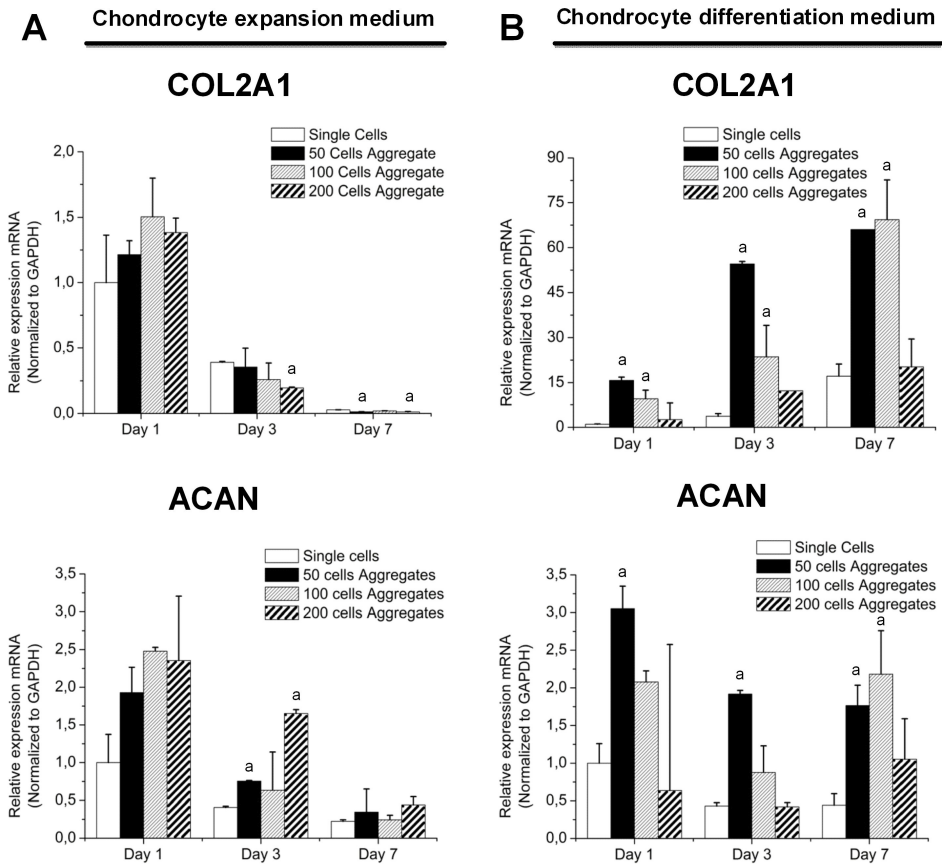 A
Chondrocyte expansion medium
COL2A1
Single Cells
50 Cells Aggregate
100 Cells Aggregate
200 Cells Aggregate
Relative expression mRNA
(Normalized to GAPDH)
2,0
1,5
1,0
0,5
0,0
a
a
a
Day 1
Day 3
Day 7
ACAN
Single cells
50 cells Aggregates
100 cells Aggregates
200 cells Aggregates
Relative expression mRNA
(Normalized to GAPDH)
3,5
3,0
2,5
2,0
1,5
1,0
0,5
0,0
a
a
Day 1
Day 3
Day 7
B
Chondrocyte differentiation medium
COL2A1
Single cells
50 cells Aggregates
100 cells Aggregates
200 cells Aggregates
Relative expression mRNA
(Normalized to GAPDH)
90
75
60
45
30
15
0
a
a
a
a
a
a
Day 1
Day 3
Day 7
ACAN
Single Cells
50 cells Aggregates
100 cells Aggregates
200 cells Aggregates
Relative expression mRNA
(Normalized to GAPDH)
3,5
3,0
2,5
2,0
1,5
1,0
0,5
0,0
a
a
a
a
Day 1
Day 3
Day 7